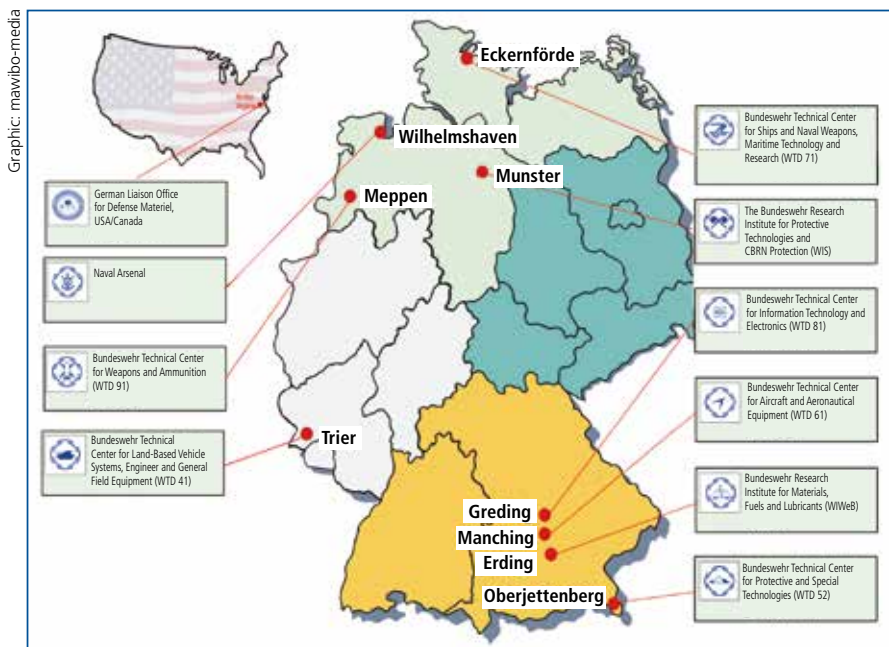 Graphic: mawibo-media
Eckernförde
Wilhelmshaven
Munster
Meppen
Trier
Greding
Manching
Erding
Oberjettenberg
German Liaison Office
for Defense Materiel,
USA/Canada
Naval Arsenal
Bundeswehr Technical Center
for Weapons and Ammunition
(WTD 91)
Bundeswehr Technical
Center for Land-Based Vehicle
Systems, Engineer and General
Field Equipment (WTD 41)
Bundeswehr Technical Center
for Ships and Naval Weapons,
Maritime Technology and
Research (WTD 71)
The Bundeswehr Research
Institute for Protective
Technologies and
CBRN Protection (WIS)
Bundeswehr Technical Center
for Information Technology and
Electronics (WTD 81)
Bundeswehr Technical Center
for Aircraft and Aeronautical
Equipment (WTD 61)
Bundeswehr Research
Institute for Materials,
Fuels and Lubricants (WIWeB)
Bundeswehr Technical Center
for Protective and Special
Technologies (WTD 52)